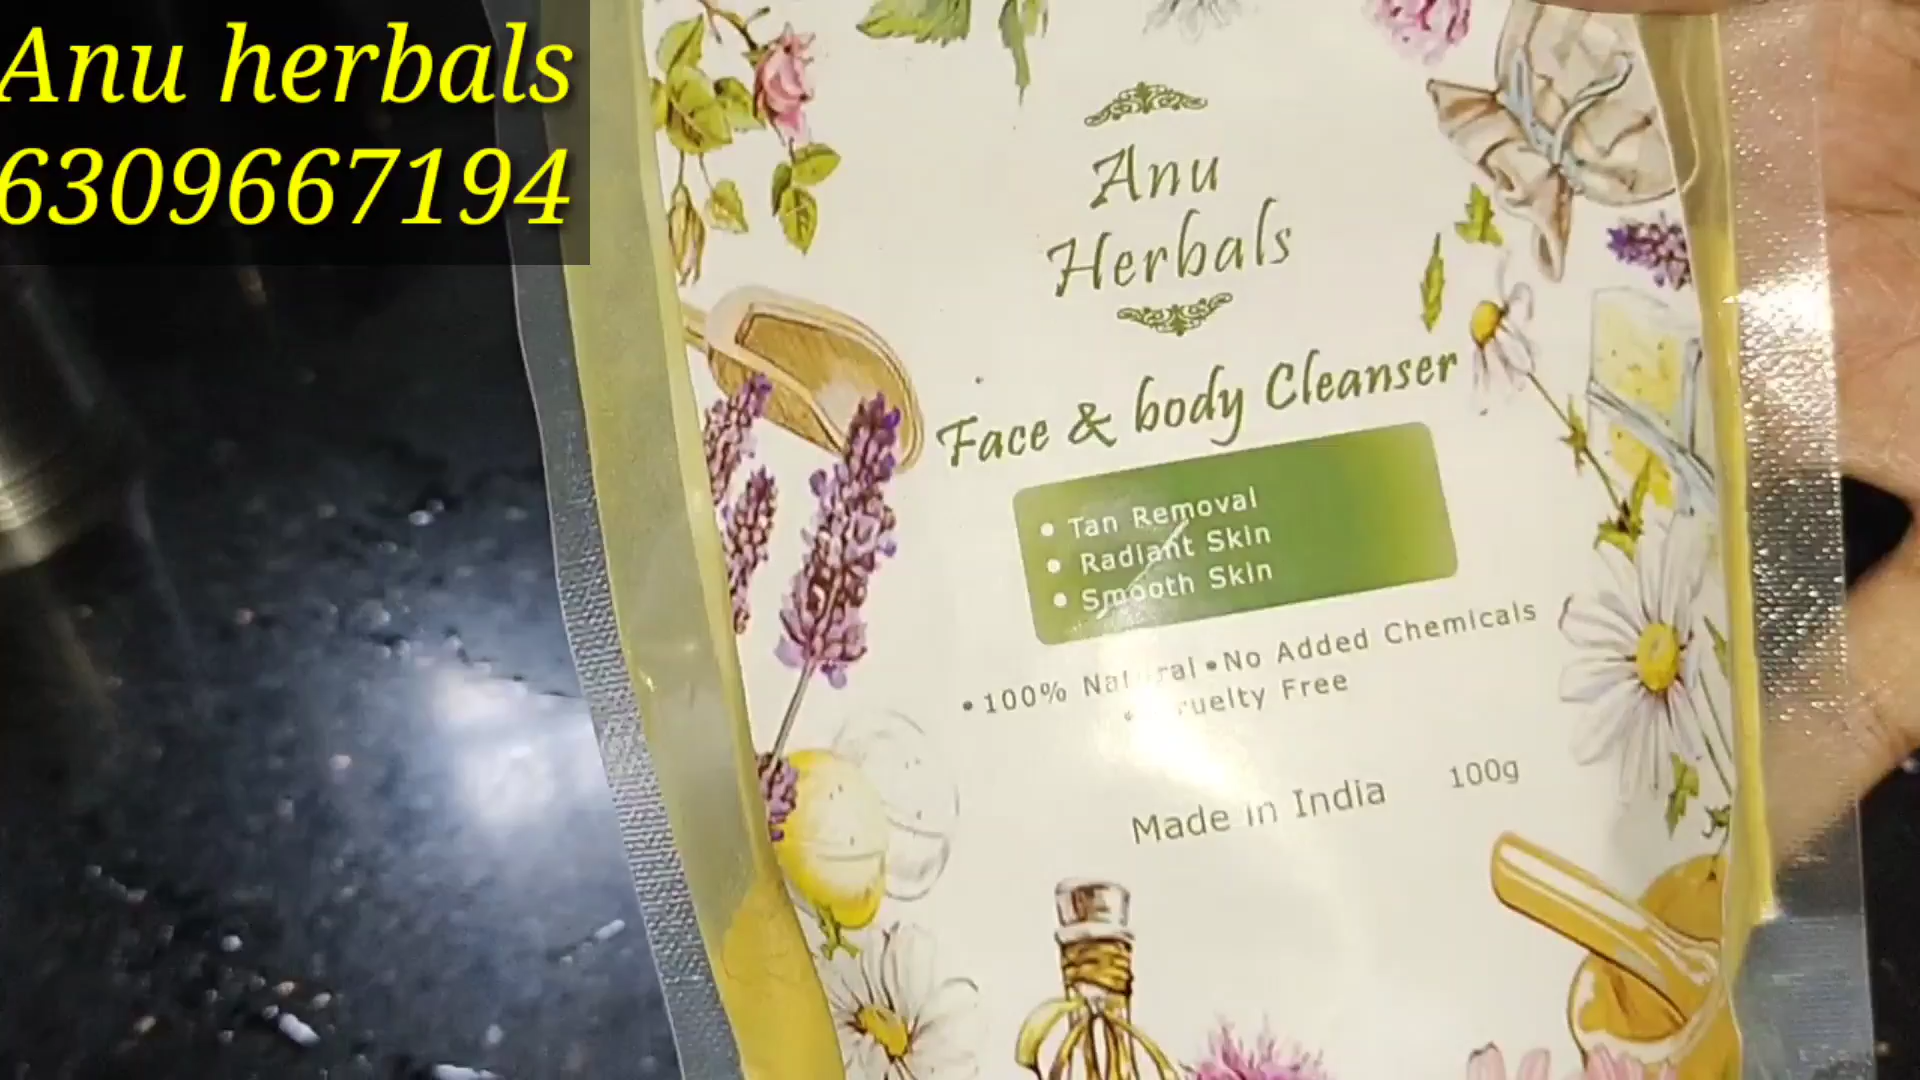 Anu herbals
6309667194
Anu
Herbals
Face & body Cleanser
• Tan Removal
• Radiant Skin
• Smooth Skin
• 100% Natural • No Added Chemicals
• Cruelty Free
Made in India 100g